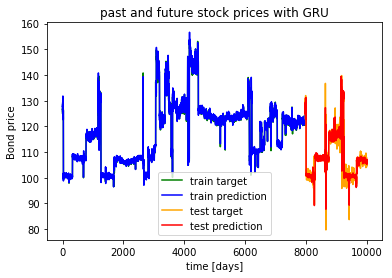 past and future stock prices with GRU
160
150
140
130
120
110
100
90
80
Bond price
train target
train prediction
test target
test prediction
0
2000
4000
6000
8000
10000
time [days]